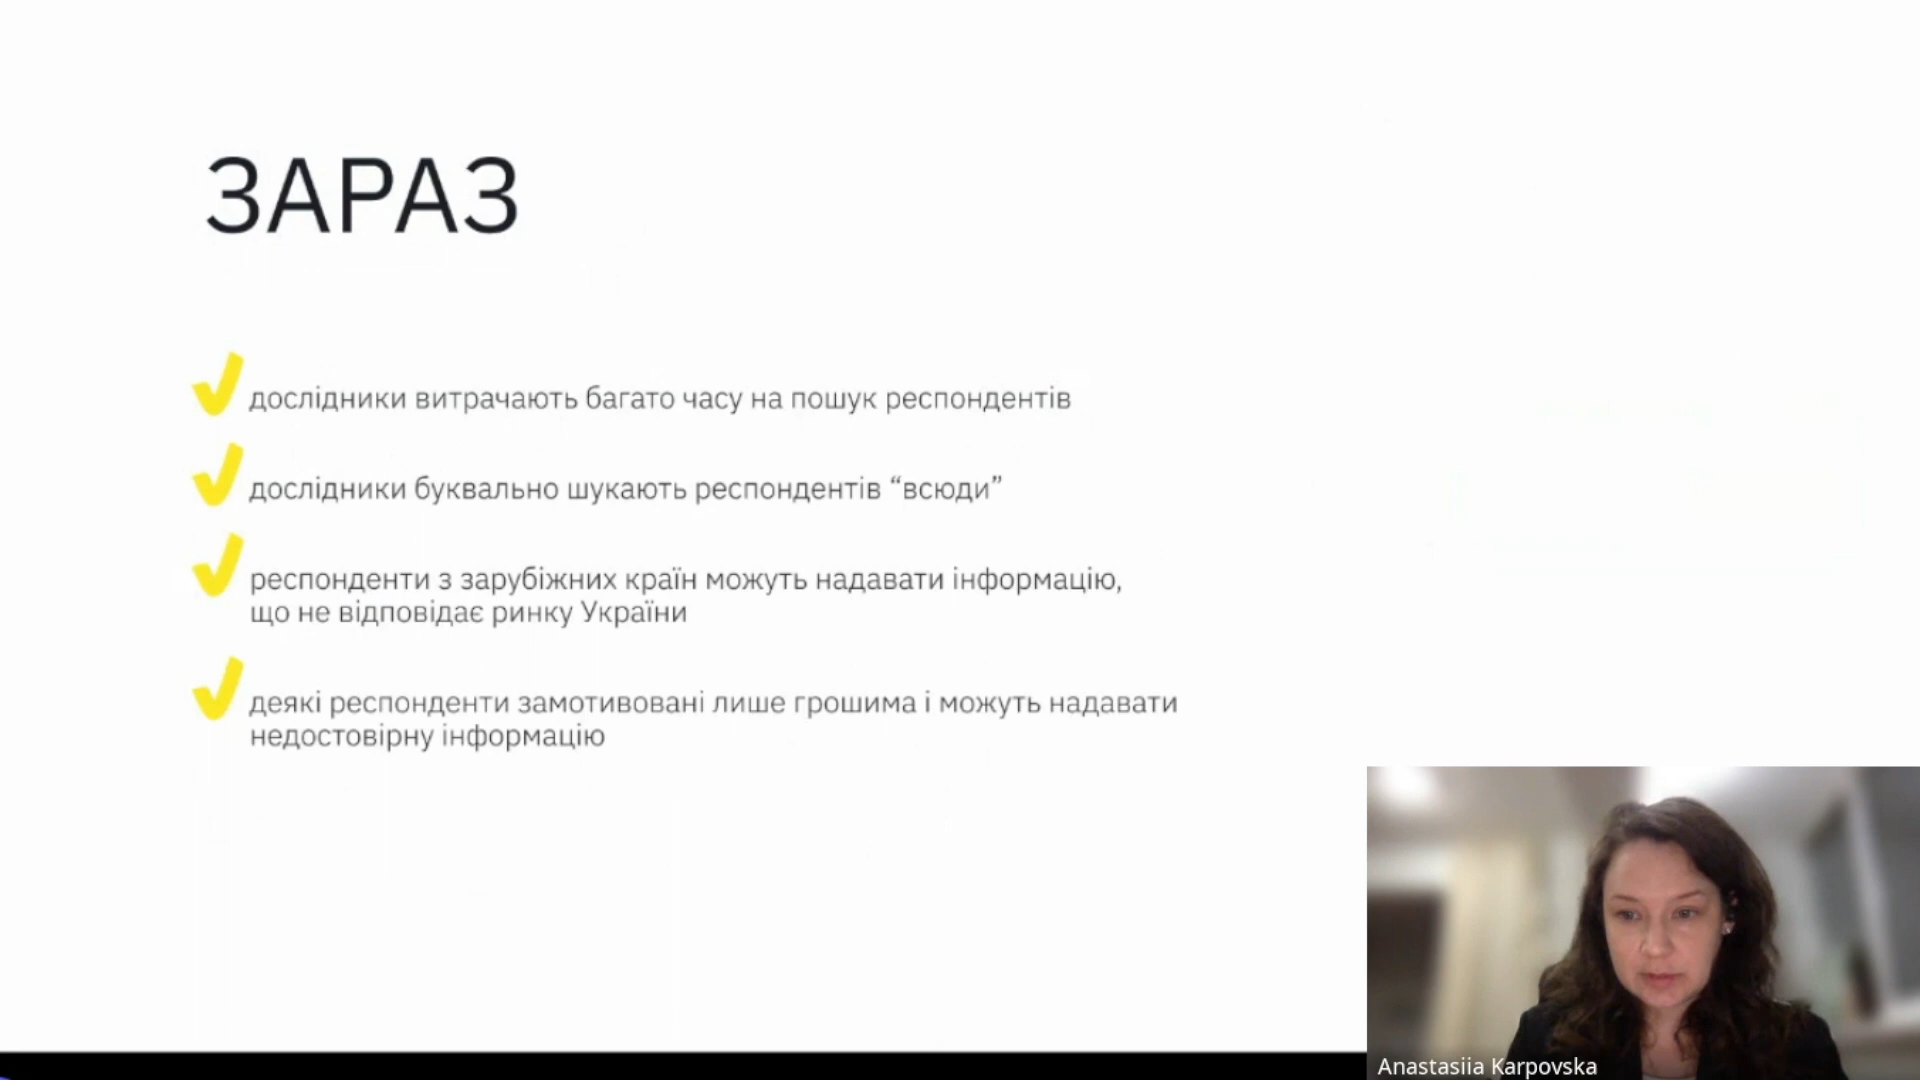 ЗАРАЗ
дослідники витрачають багато часу на пошук респондентів
дослідники буквально шукають респондентів “всюди”
респонденти з зарубіжних країн можуть надавати інформацію,
що не відповідає ринку України
деякі респонденти замотивовані лише грошима і можуть надавати
недостовірну інформацію
Anastasiia Karpovska